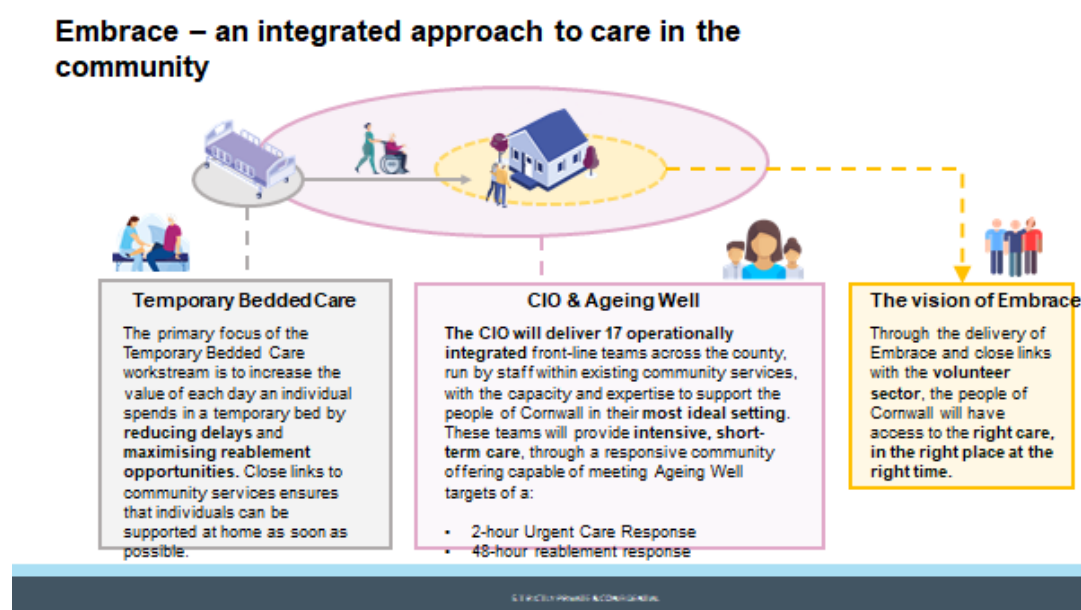 Embrace – an integrated approach to care in the
community
Temporary Bedded Care
The primary focus of the
Temporary Bedded Care
workstream is to increase the
value of each day an individual
spends in a temporary bed by
reducing delays and
maximising reablement
opportunities. Close links to
community services ensures
that individuals can be
supported at home as soon as
possible.
CIO & Ageing Well
The CIO will deliver 17 operationally
integrated front-line teams across the county,
run by staff within existing community services,
with the capacity and expertise to support the
people of Cornwall in their most ideal setting.
These teams will provide intensive, short-
term care, through a responsive community
offering capable of meeting Ageing Well
targets of a:
• 2-hour Urgent Care Response
• 48-hour reablement response
The vision of Embrace
Through the delivery of
Embrace and close links
with the volunteer
sector, the people of
Cornwall will have
access to the right care,
in the right place at the
right time.
STRICTLY PRIVATE & CONFIDENTIAL